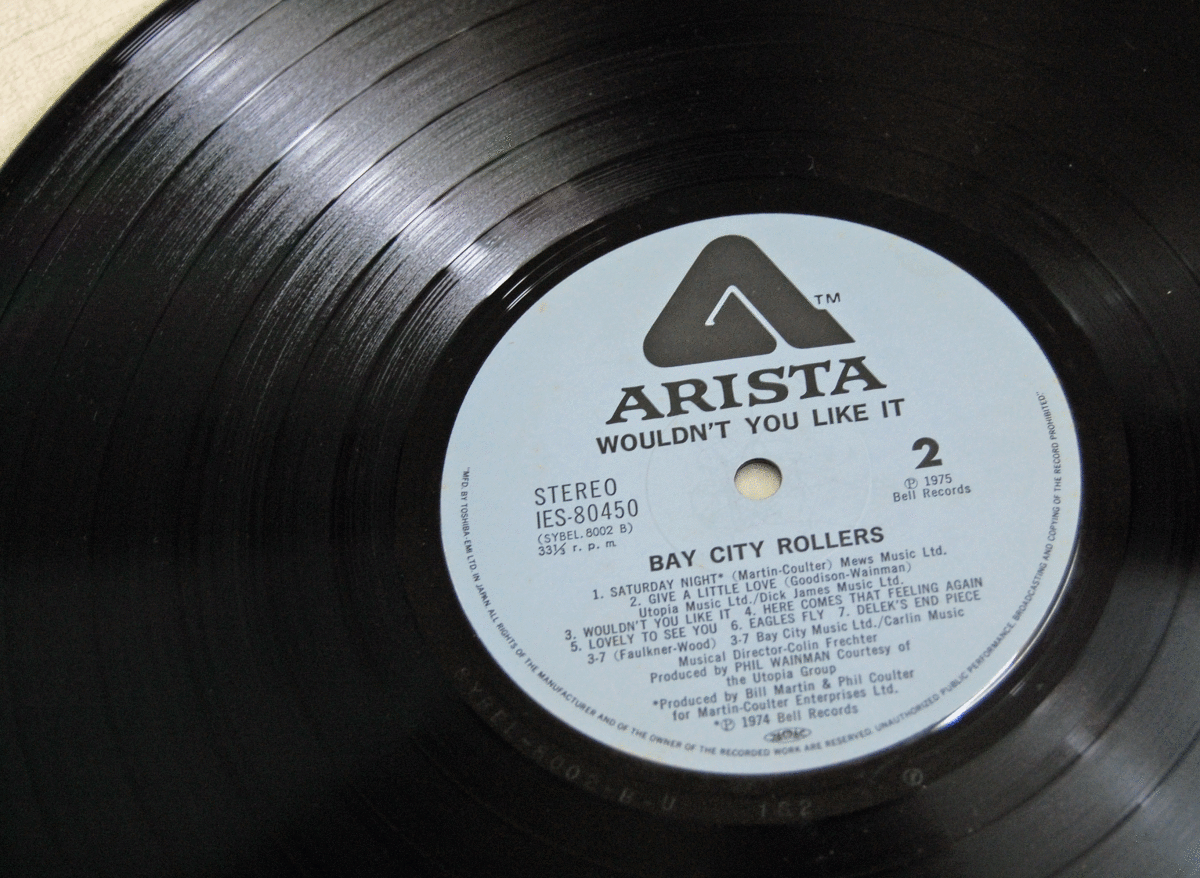 TM
ARISTA
WOULDN'T YOU LIKE IT
2
STEREO
IES-80450
(SYBEL. 8002 B)
33⅓ r. p. m.
Ⓟ 1975
Bell Records
BAY CITY ROLLERS
1. SATURDAY NIGHT* (Martin-Coulter) Mews Music Ltd.
2. GIVE A LITTLE LOVE (Goodison-Wainman)
Utopia Music Ltd./Dick James Music Ltd.
3. WOULDN'T YOU LIKE IT 4. HERE COMES THAT FEELING AGAIN
5. LOVELY TO SEE YOU 6. EAGLES FLY 7. DELEK'S END PIECE
3-7 (Faulkner-Wood) 3-7 Bay City Music Ltd./Carlin Music
Musical Director-Colin Frechter
Produced by PHIL WAINMAN Courtesy of
the Utopia Group
*Produced by Bill Martin & Phil Coulter
for Martin-Coulter Enterprises Ltd.
*Ⓟ 1974 Bell Records
"MFD. BY TOSHIBA-EMI LTD. IN JAPAN. ALL RIGHTS OF THE MANUFACTURER AND OF THE OWNER OF THE RECORDED WORK ARE RESERVED. UNAUTHORIZED PUBLIC PERFORMANCE, BROADCASTING AND COPYING OF THE RECORD PROHIBITED."
1S2